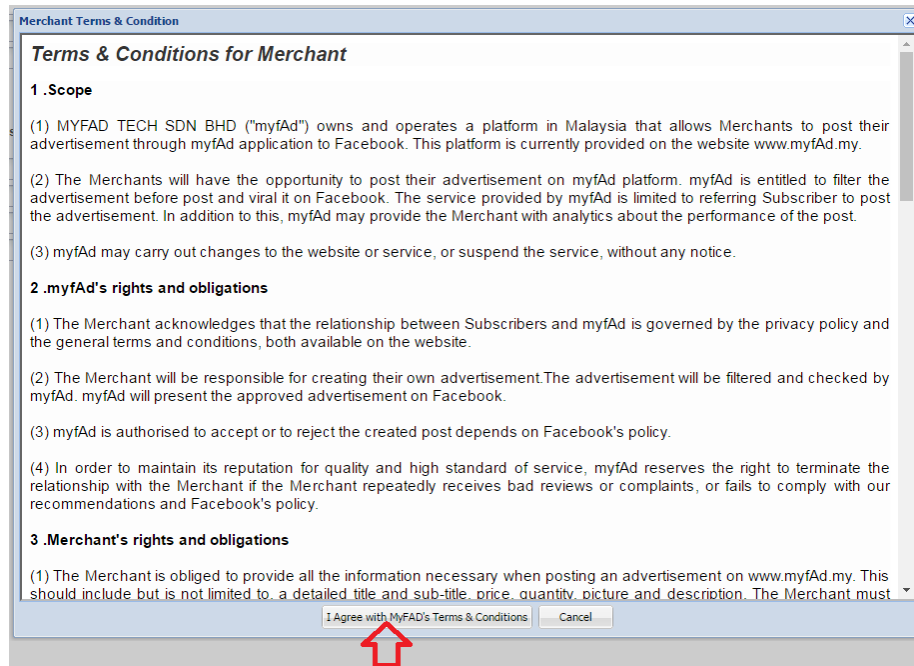 Merchant Terms & Condition
Terms & Conditions for Merchant
1 .Scope
(1) MYFAD TECH SDN BHD ("myfAd") owns and operates a platform in Malaysia that allows Merchants to post their
advertisement through myfAd application to Facebook. This platform is currently provided on the website www.myfAd.my.
(2) The Merchants will have the opportunity to post their advertisement on myfAd platform. myfAd is entitled to filter the
advertisement before post and viral it on Facebook. The service provided by myfAd is limited to referring Subscriber to post
the advertisement. In addition to this, myfAd may provide the Merchant with analytics about the performance of the post.
(3) myfAd may carry out changes to the website or service, or suspend the service, without any notice.
2 .myfAd's rights and obligations
(1) The Merchant acknowledges that the relationship between Subscribers and myfAd is governed by the privacy policy and
the general terms and conditions, both available on the website.
(2) The Merchant will be responsible for creating their own advertisement.The advertisement will be filtered and checked by
myfAd. myfAd will present the approved advertisement on Facebook.
(3) myfAd is authorised to accept or to reject the created post depends on Facebook's policy.
(4) In order to maintain its reputation for quality and high standard of service, myfAd reserves the right to terminate the
relationship with the Merchant if the Merchant repeatedly receives bad reviews or complaints, or fails to comply with our
recommendations and Facebook's policy.
3 .Merchant's rights and obligations
(1) The Merchant is obliged to provide all the information necessary when posting an advertisement on www.myfAd.my. This
should include but is not limited to, a detailed title and sub-title, price, quantity, picture and description. The Merchant must
I Agree with MyFAD's Terms & Conditions
Cancel